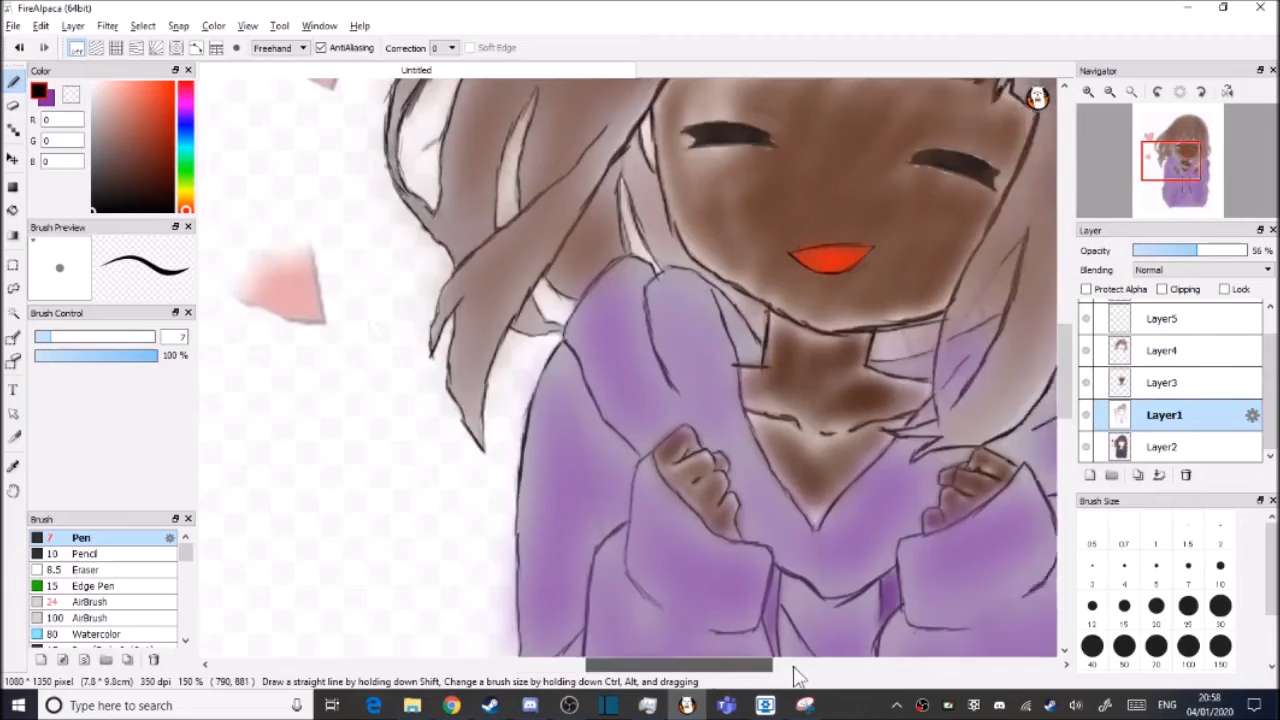 FireAlpaca (64bit)
File Edit Layer Filter Select Snap Color View Tool Window Help
OFF Freehand AntiAliasing Correction 0 Soft Edge
Color
Untitled
Navigator
R 0
G 0
B 0
Brush Preview
Layer
Opacity 56 %
Blending Normal
Protect Alpha Clipping Lock
Brush Control
7
100 %
Layer5
Layer4
Layer3
Layer1
Layer2
Brush Size
Brush
7 Pen
10 Pencil
8.5 Eraser
15 Edge Pen
24 AirBrush
100 AirBrush
80 Watercolor
0.5 0.7 1 1.5 2
3 4 5 7 10
12 15 20 25 30
40 50 70 100 150
1080 * 1350 pixel (7.8 * 9.8cm) 350 dpi 150 % ( 790, 881 ) Draw a straight line by holding down Shift, Change a brush size by holding down Ctrl, Alt, and dragging
Type here to search
ENG
20:58
04/01/2020